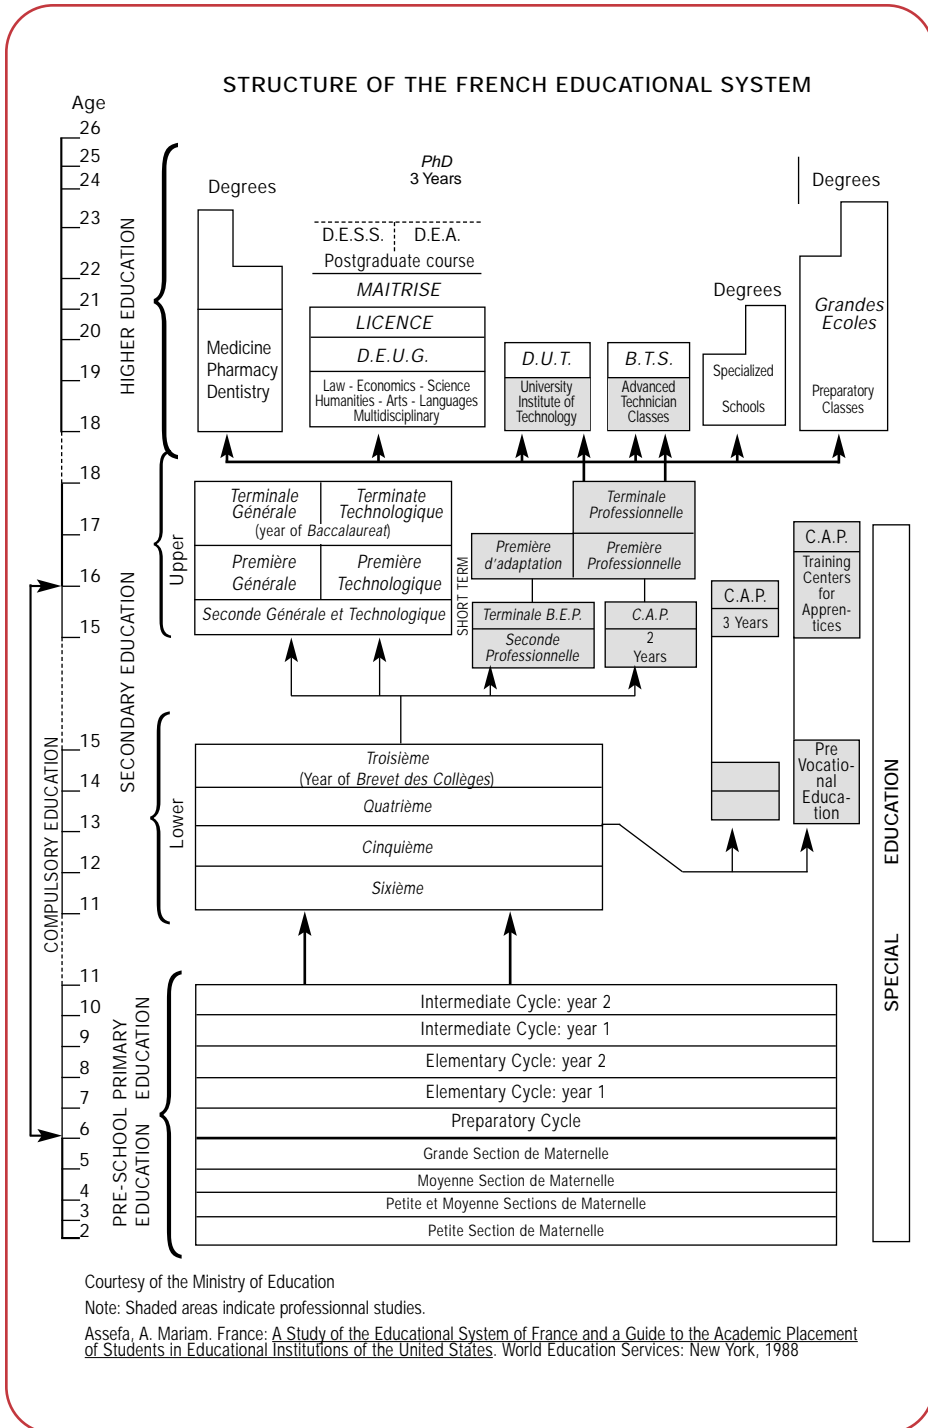 STRUCTURE OF THE FRENCH EDUCATIONAL SYSTEM
Age
26
25
24
23
22
21
20
19
18
18
17
16
15
15
14
13
12
11
11
10
9
8
7
6
5
4
3
2
COMPULSORY EDUCATION
HIGHER EDUCATION
SECONDARY EDUCATION
Upper
Lower
PRIMARY
EDUCATION
PRE-SCHOOL
EDUCATION
Degrees
Medicine
Pharmacy
Dentistry
PhD
3 Years
D.E.S.S.
D.E.A.
Postgraduate course
MAITRISE
LICENCE
D.E.U.G.
Law - Economics - Science
Humanities - Arts - Languages
Multidisciplinary
D.U.T.
University
Institute of
Technology
B.T.S.
Advanced
Technician
Classes
Degrees
Specialized
Schools
Degrees
Grandes
Ecoles
Preparatory
Classes
Terminale
Générale
Terminate
Technologique
(year of Baccalaureat)
Première
Générale
Première
Technologique
Seconde Générale et Technologique
SHORT TERM
Terminale
Professionnelle
Première
d'adaptation
Première
Professionnelle
Terminale B.E.P.
Seconde
Professionnelle
C.A.P.
2
Years
C.A.P.
3 Years
C.A.P.
Training
Centers
for
Appren-
tices
Pre
Vocatio-
nal
Educa-
tion
Troisième
(Year of Brevet des Collèges)
Quatrième
Cinquième
Sixième
Intermediate Cycle: year 2
Intermediate Cycle: year 1
Elementary Cycle: year 2
Elementary Cycle: year 1
Preparatory Cycle
Grande Section de Maternelle
Moyenne Section de Maternelle
Petite et Moyenne Sections de Maternelle
Petite Section de Maternelle
SPECIAL EDUCATION
Courtesy of the Ministry of Education
Note: Shaded areas indicate professionnal studies.
Assefa, A. Mariam. France: A Study of the Educational System of France and a Guide to the Academic Placement
of Students in Educational Institutions of the United States. World Education Services: New York, 1988